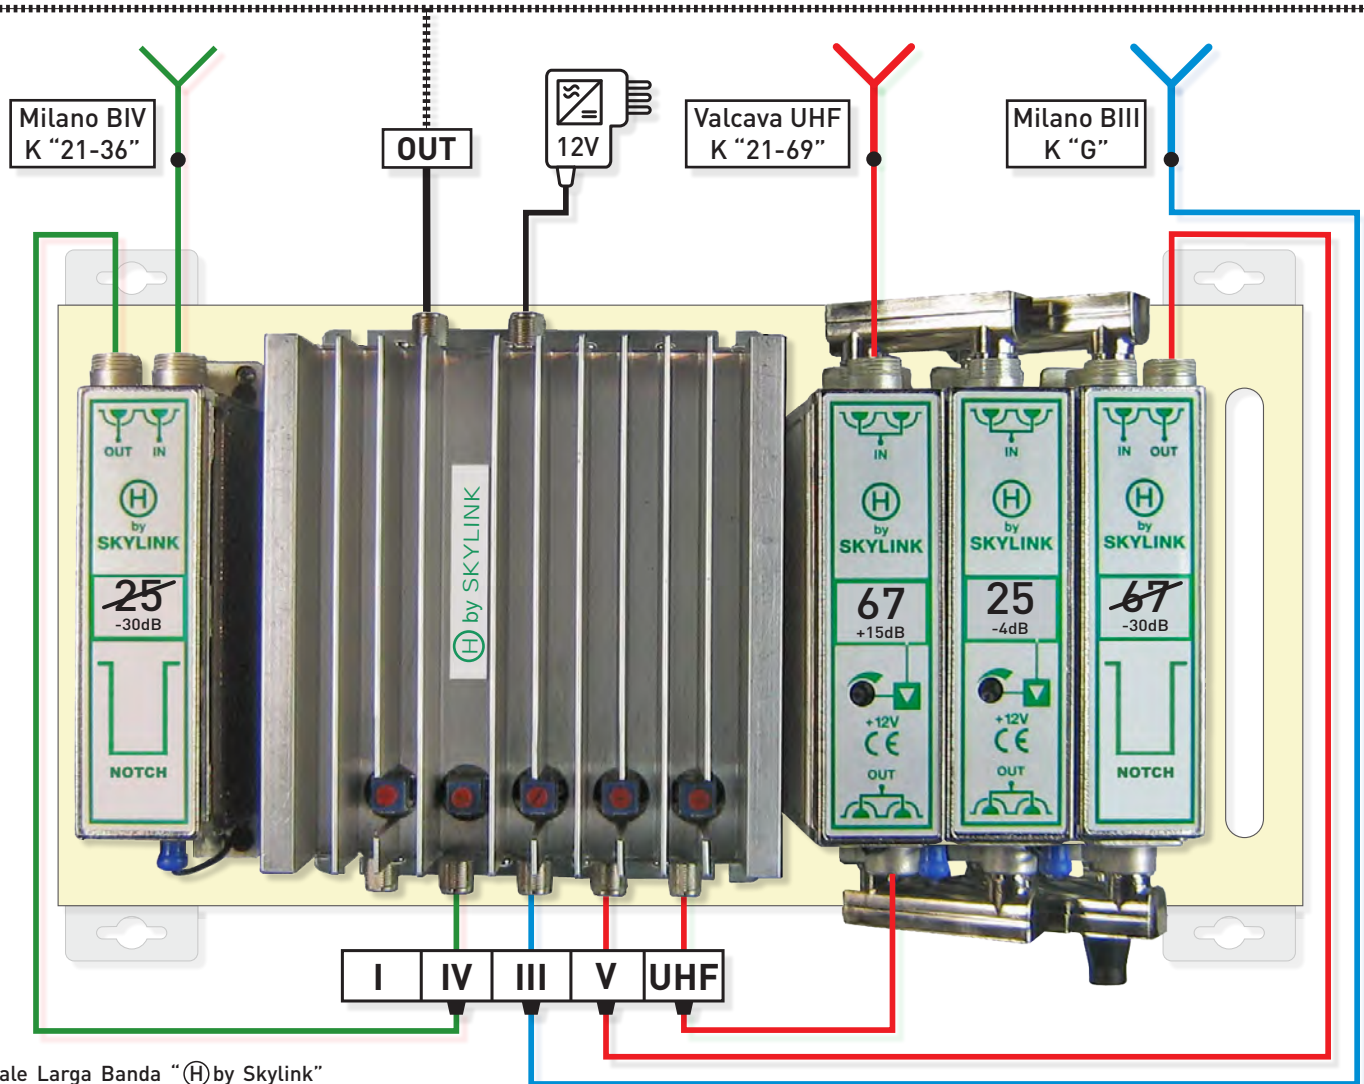 Milano BIV
K “21-36”
OUT
12V
Valcava UHF
K “21-69”
Milano BIII
K “G”
OUT IN
H
by
SKYLINK
25
-30dB
NOTCH
H by SKYLINK
IN
H
by
SKYLINK
67
+15dB
+12V
CE
OUT
IN
H
by
SKYLINK
25
-4dB
+12V
CE
OUT
IN OUT
H
by
SKYLINK
67
-30dB
NOTCH
I IV III V UHF
ale Larga Banda “H by Skylink”